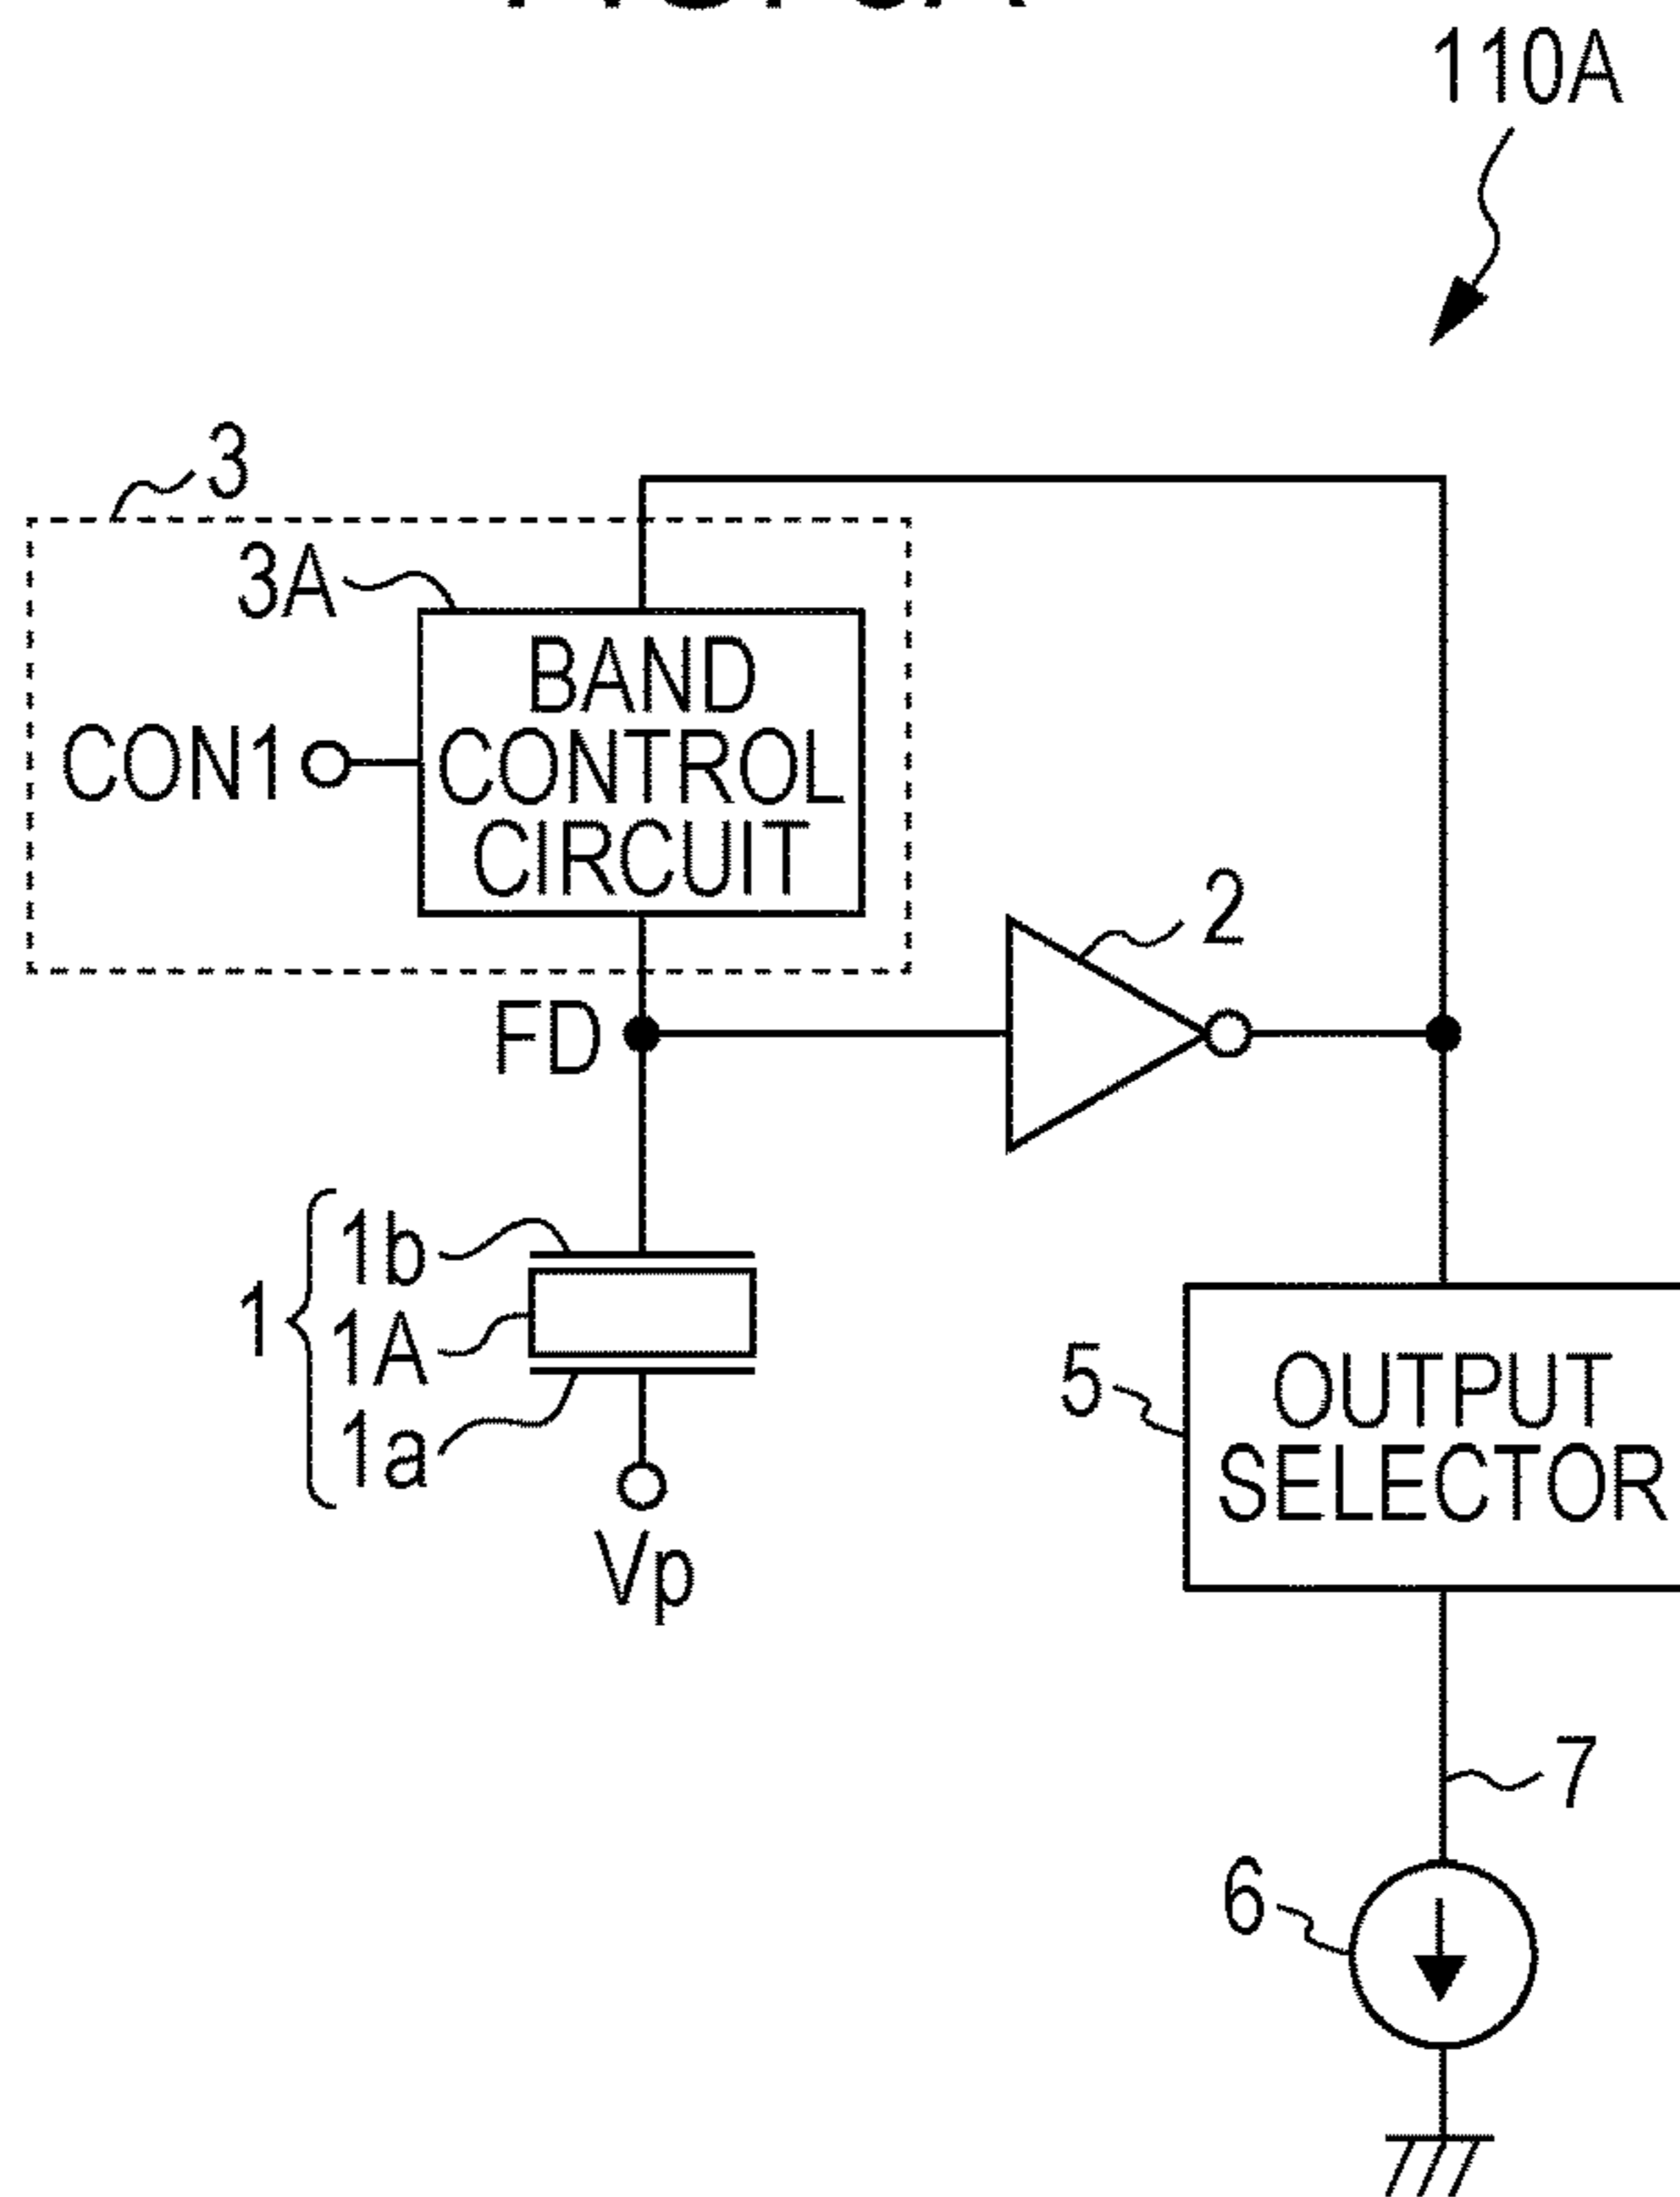 110A
3
3A
BAND
CONTROL
CIRCUIT
CON1
2
FD
1b
1
1A
1a
Vp
5
OUTPUT
SELECTOR
7
6